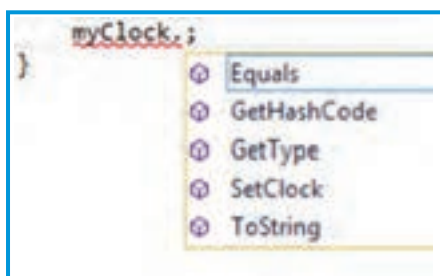 myClock.;
}
Equals
GetHashCode
GetType
SetClock
ToString